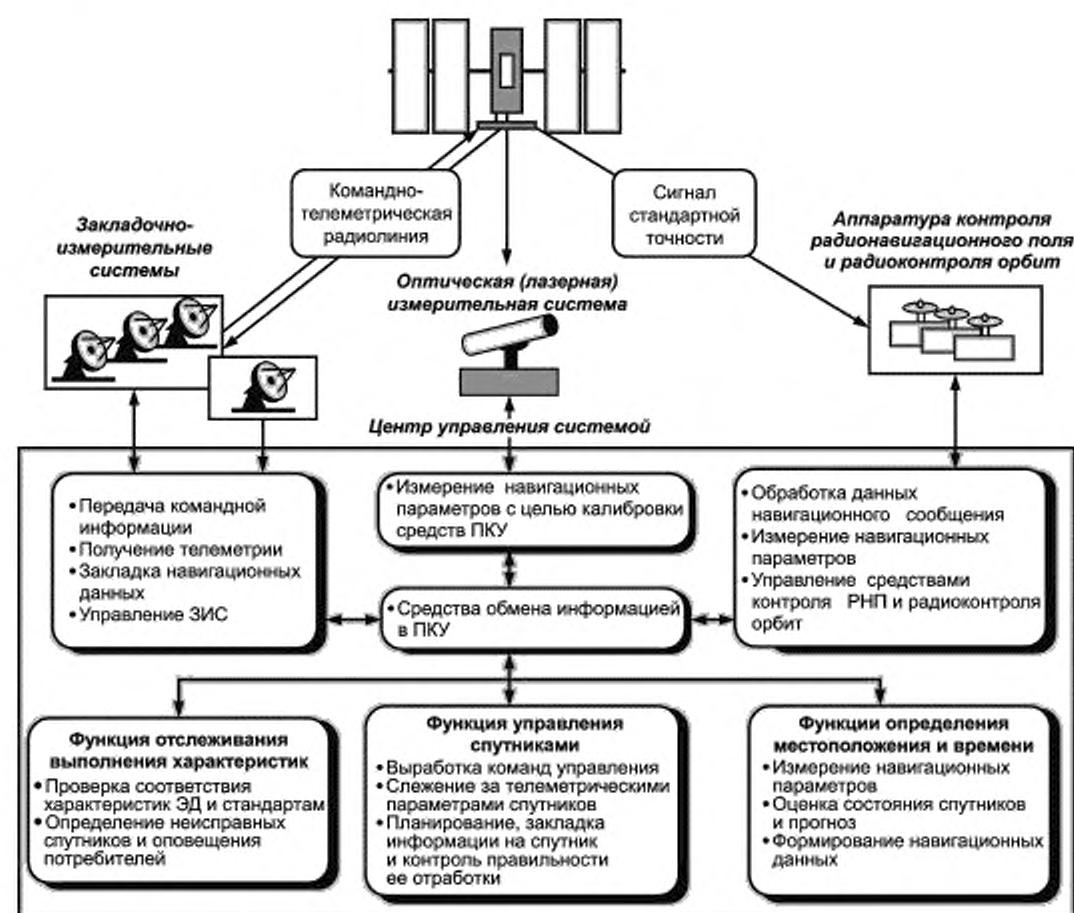 Командно-
телеметрическая
радиолиния
Сигнал
стандартной
точности
Закладочно-
измерительные
системы
Оптическая (лазерная)
измерительная система
Аппаратура контроля
радионавигационного поля
и радиоконтроля орбит
Центр управления системой
• Передача командной
информации
• Получение телеметрии
• Закладка навигационных
данных
• Управление ЗИС
• Измерение навигационных
параметров с целью калибровки
средств ПКУ
• Средства обмена информацией
в ПКУ
• Обработка данных
навигационного сообщения
• Измерение навигационных
параметров
• Управление средствами
контроля РНП и радиоконтроля
орбит
Функция отслеживания
выполнения характеристик
• Проверка соответствия
характеристик ЭД и стандартам
• Определение неисправных
спутников и оповещения
потребителей
Функция управления
спутниками
• Выработка команд управления
• Слежение за телеметрическими
параметрами спутников
• Планирование, закладка
информации на спутник
и контроль правильности
ее отработки
Функции определения
местоположения и времени
• Измерение навигационных
параметров
• Оценка состояния спутников
и прогноз
• Формирование навигационных
данных